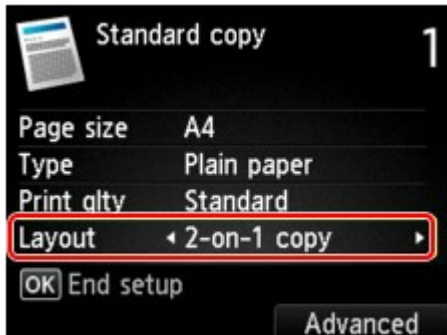 Standard copy
1
Page size A4
Type Plain paper
Print qlty Standard
Layout 2-on-1 copy
OK End setup
Advanced